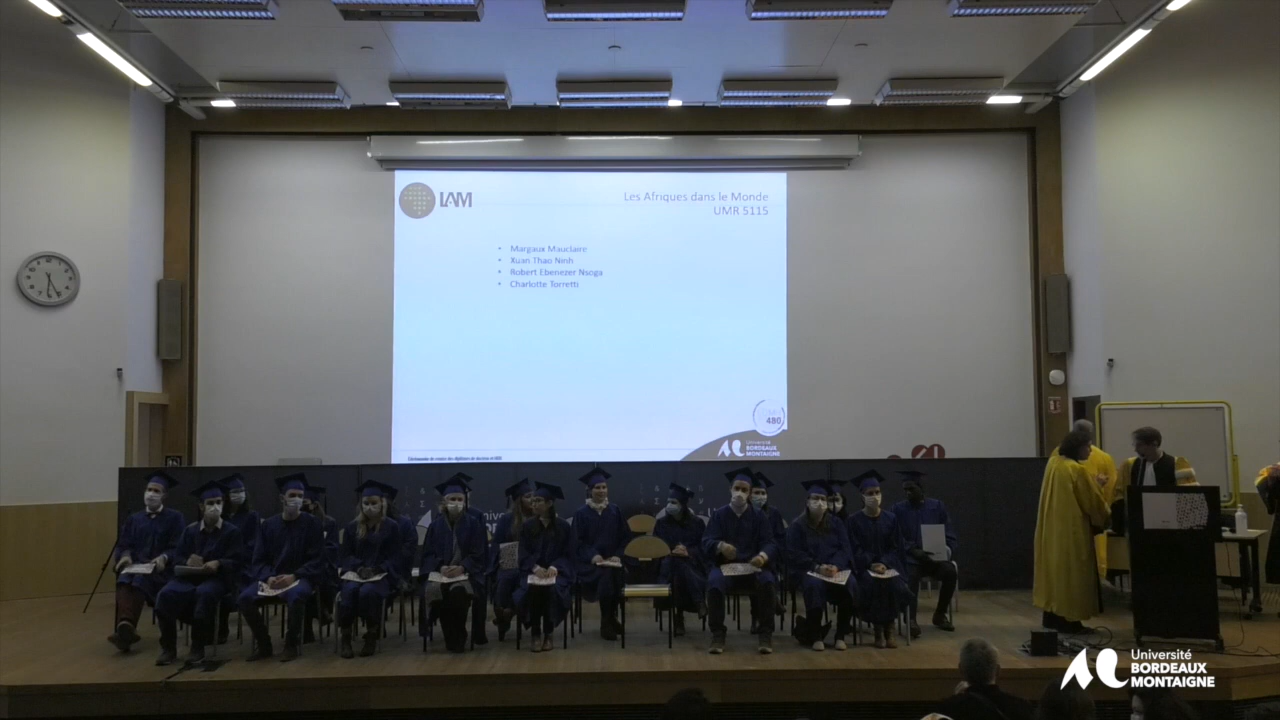 LAM
Les Afriques dans le Monde
UMR 5115
• Margaux Mauclaire
• Xuan Thao Ninh
• Robert Ebenezer Nsoga
• Charlotte Torretti
480
Université
BORDEAUX
MONTAIGNE
Université
BORDEAUX
MONTAIGNE